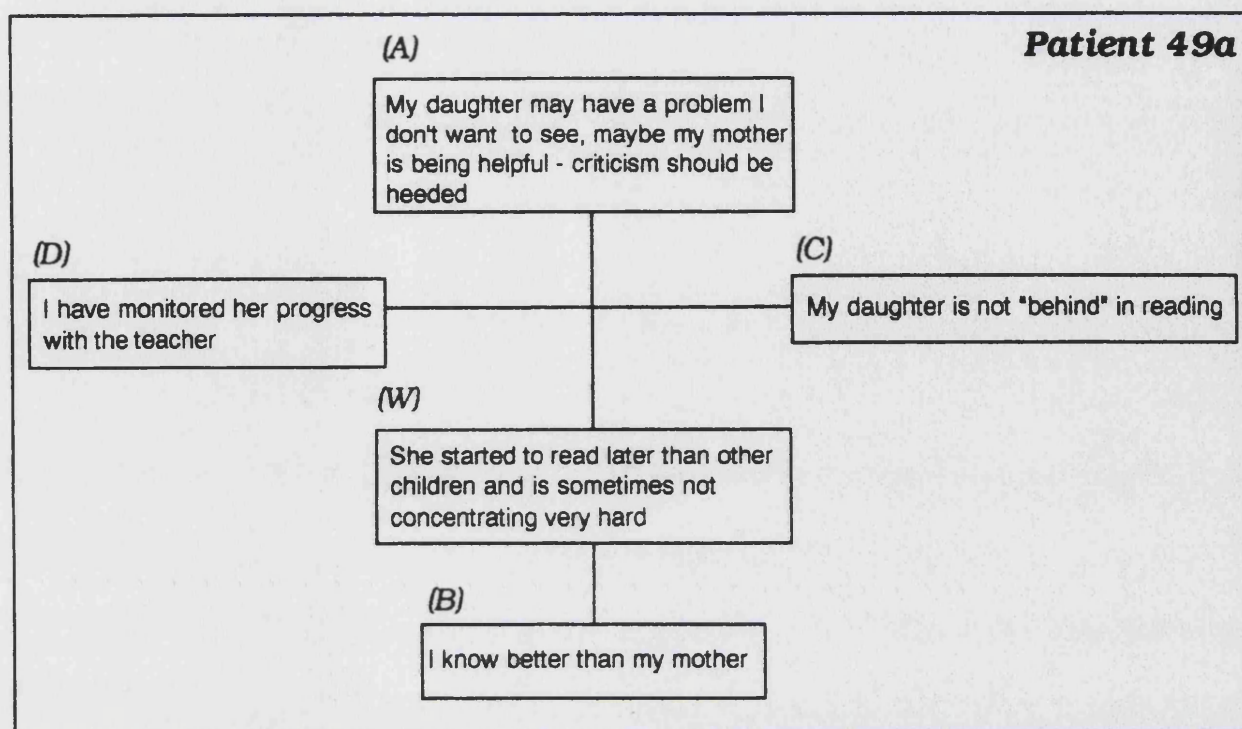 Patient 49a
(A)
My daughter may have a problem I
don't want to see, maybe my mother
is being helpful - criticism should be
heeded
(D)
I have monitored her progress
with the teacher
(C)
My daughter is not "behind" in reading
(W)
She started to read later than other
children and is sometimes not
concentrating very hard
(B)
I know better than my mother